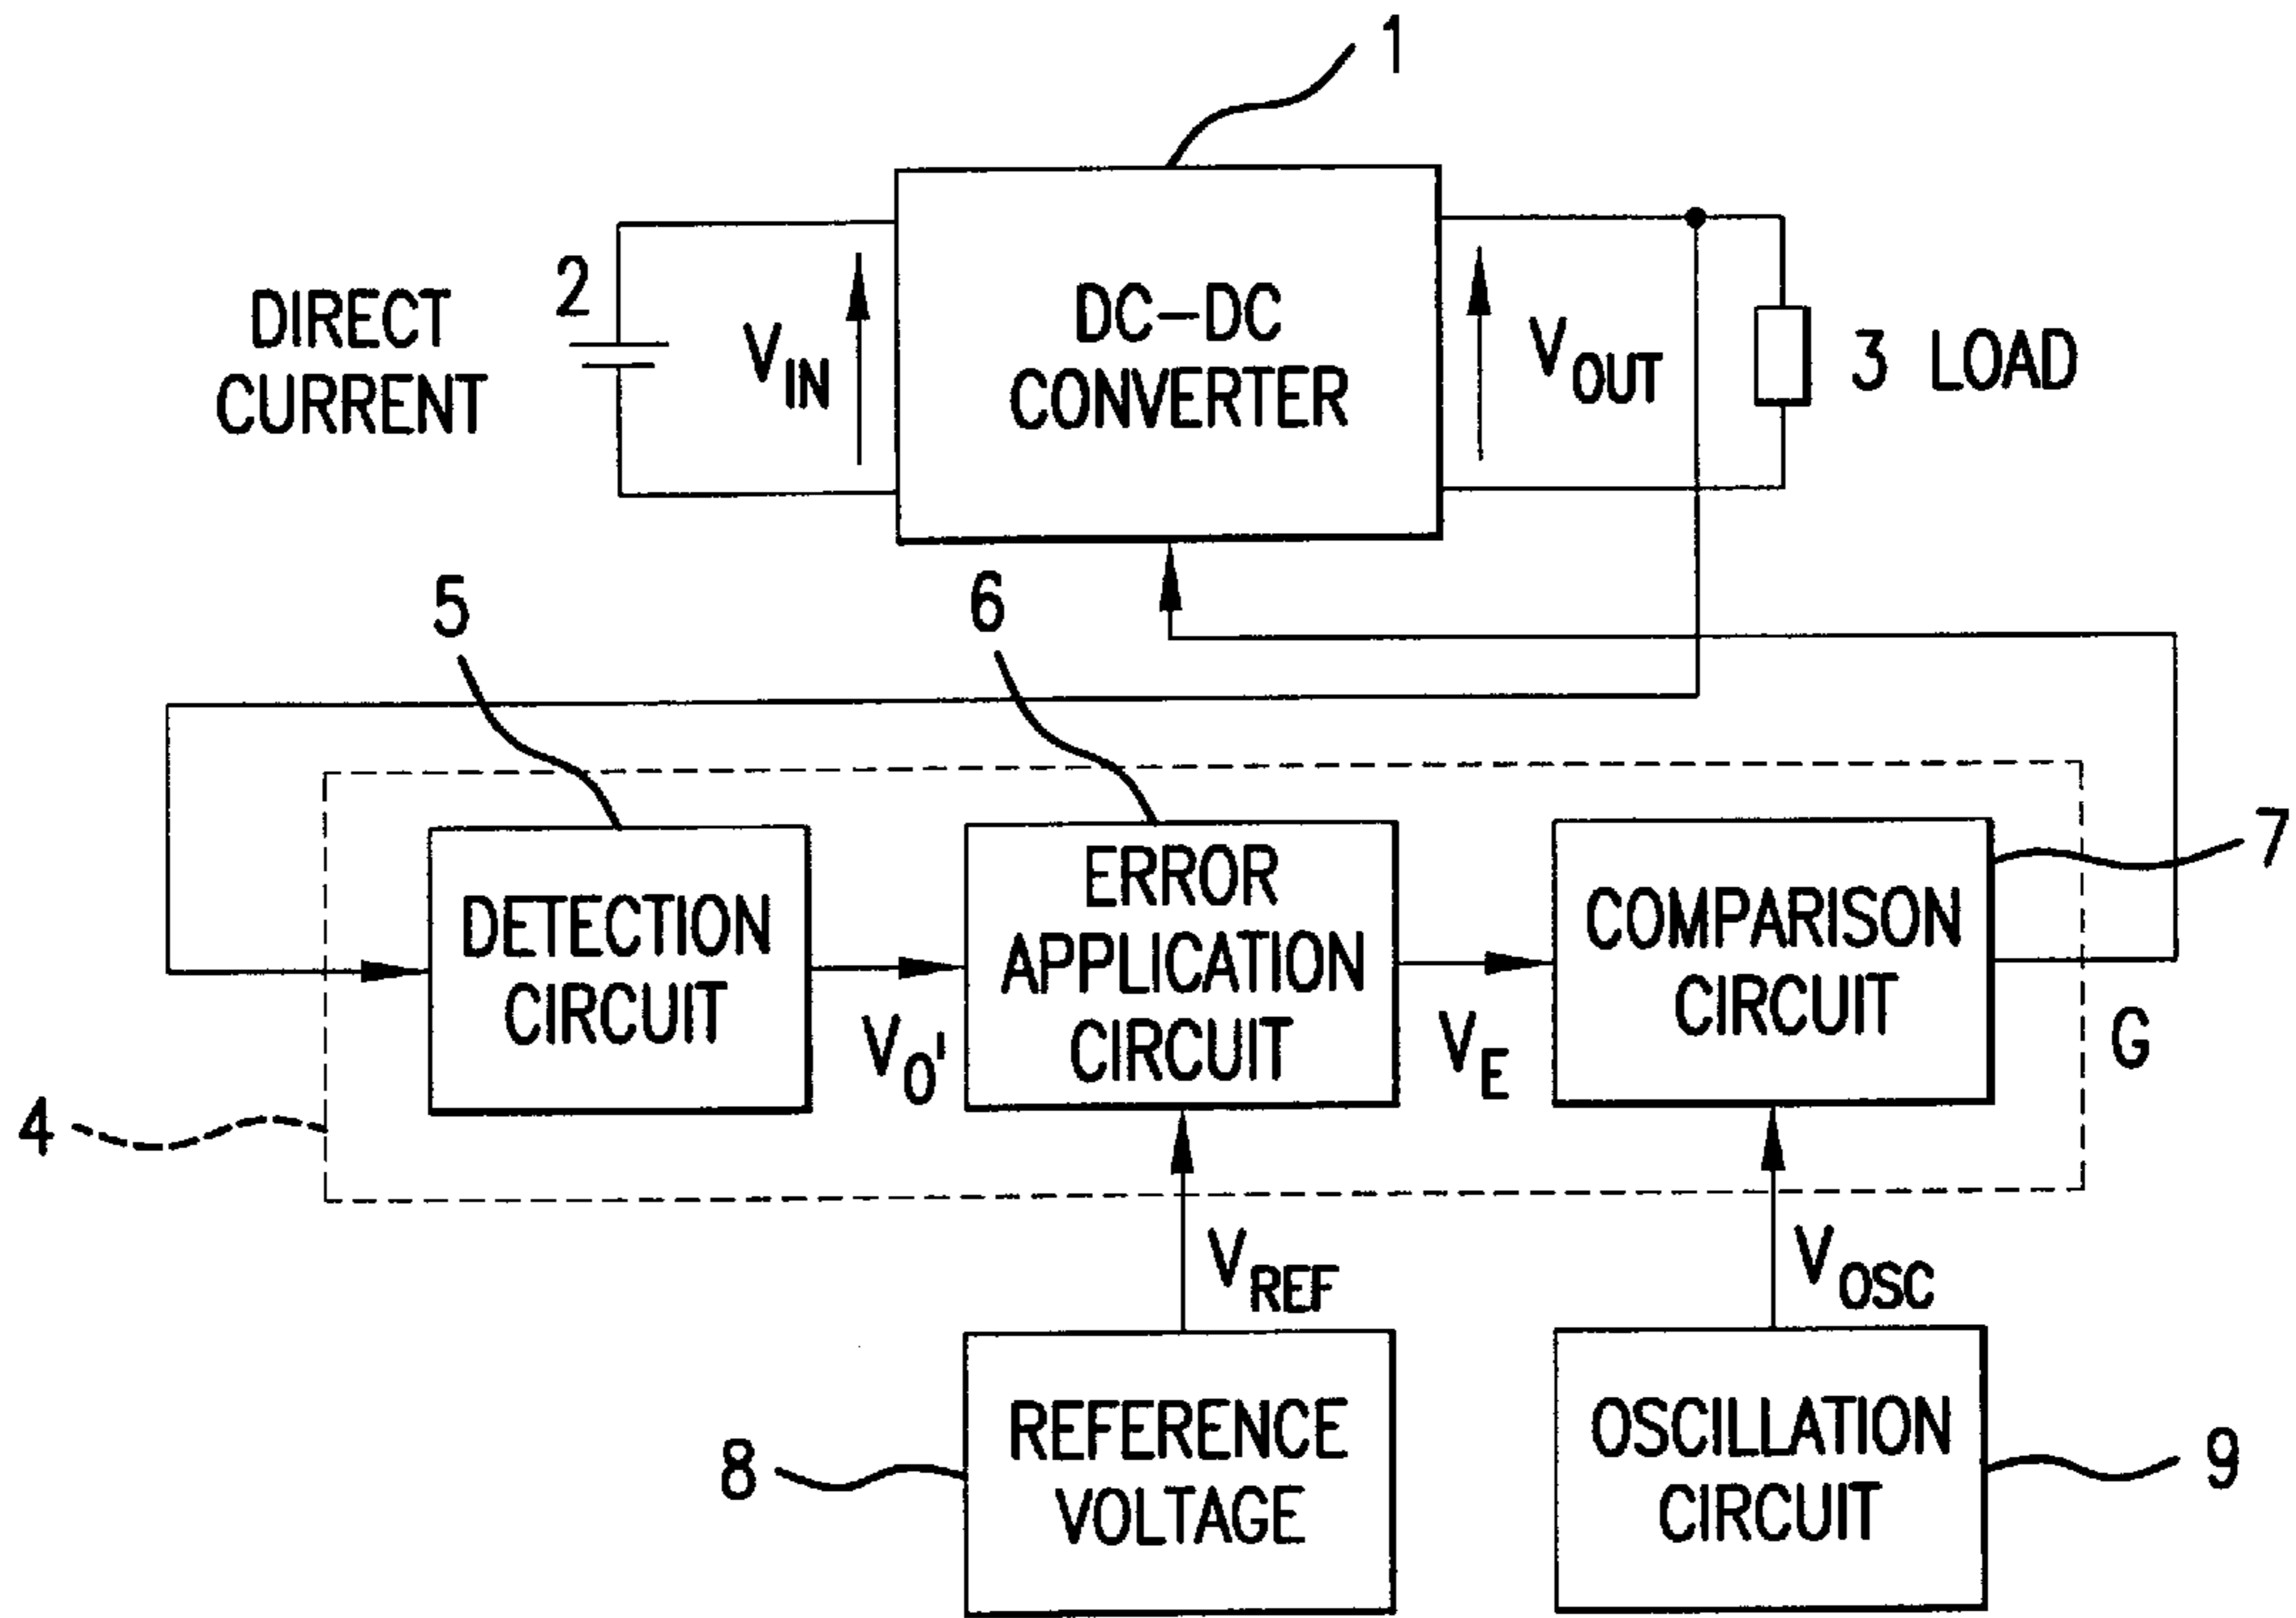 1
DIRECT
CURRENT
2
V_IN
DC-DC
CONVERTER
V_OUT
3 LOAD
5
6
7
DETECTION
CIRCUIT
V_O'
ERROR
APPLICATION
CIRCUIT
V_E
COMPARISON
CIRCUIT
G
4
V_REF
V_OSC
8
REFERENCE
VOLTAGE
OSCILLATION
CIRCUIT
9